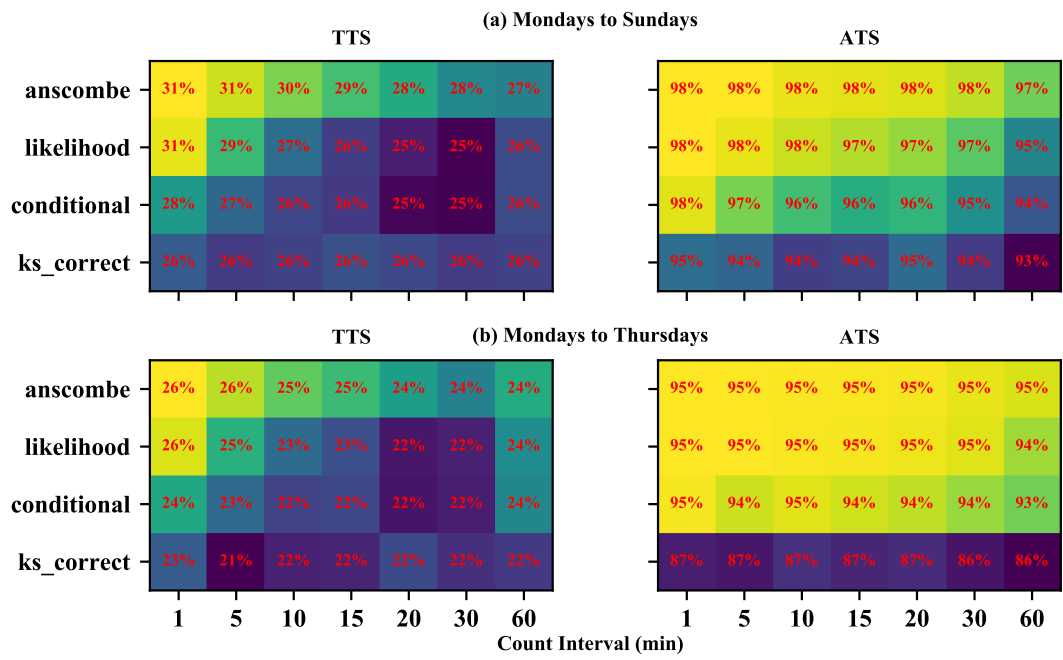 (a) Mondays to Sundays
TTS ATS
anscombe 31% 31% 30% 29% 28% 28% 27% 98% 98% 98% 98% 98% 98% 97%
likelihood 31% 29% 27% 26% 25% 25% 26% 98% 98% 98% 97% 97% 97% 95%
conditional 28% 27% 26% 26% 25% 25% 26% 98% 97% 96% 96% 96% 95% 94%
ks_correct 26% 26% 26% 26% 26% 26% 26% 95% 94% 94% 94% 95% 94% 93%
(b) Mondays to Thursdays
TTS ATS
anscombe 26% 26% 25% 25% 24% 24% 24% 95% 95% 95% 95% 95% 95% 95%
likelihood 26% 25% 23% 23% 22% 22% 24% 95% 95% 95% 95% 95% 95% 94%
conditional 24% 23% 22% 22% 22% 22% 24% 95% 94% 95% 94% 94% 94% 93%
ks_correct 23% 21% 22% 22% 22% 22% 22% 87% 87% 87% 87% 87% 86% 86%
1 5 10 15 20 30 60 1 5 10 15 20 30 60
Count Interval (min)